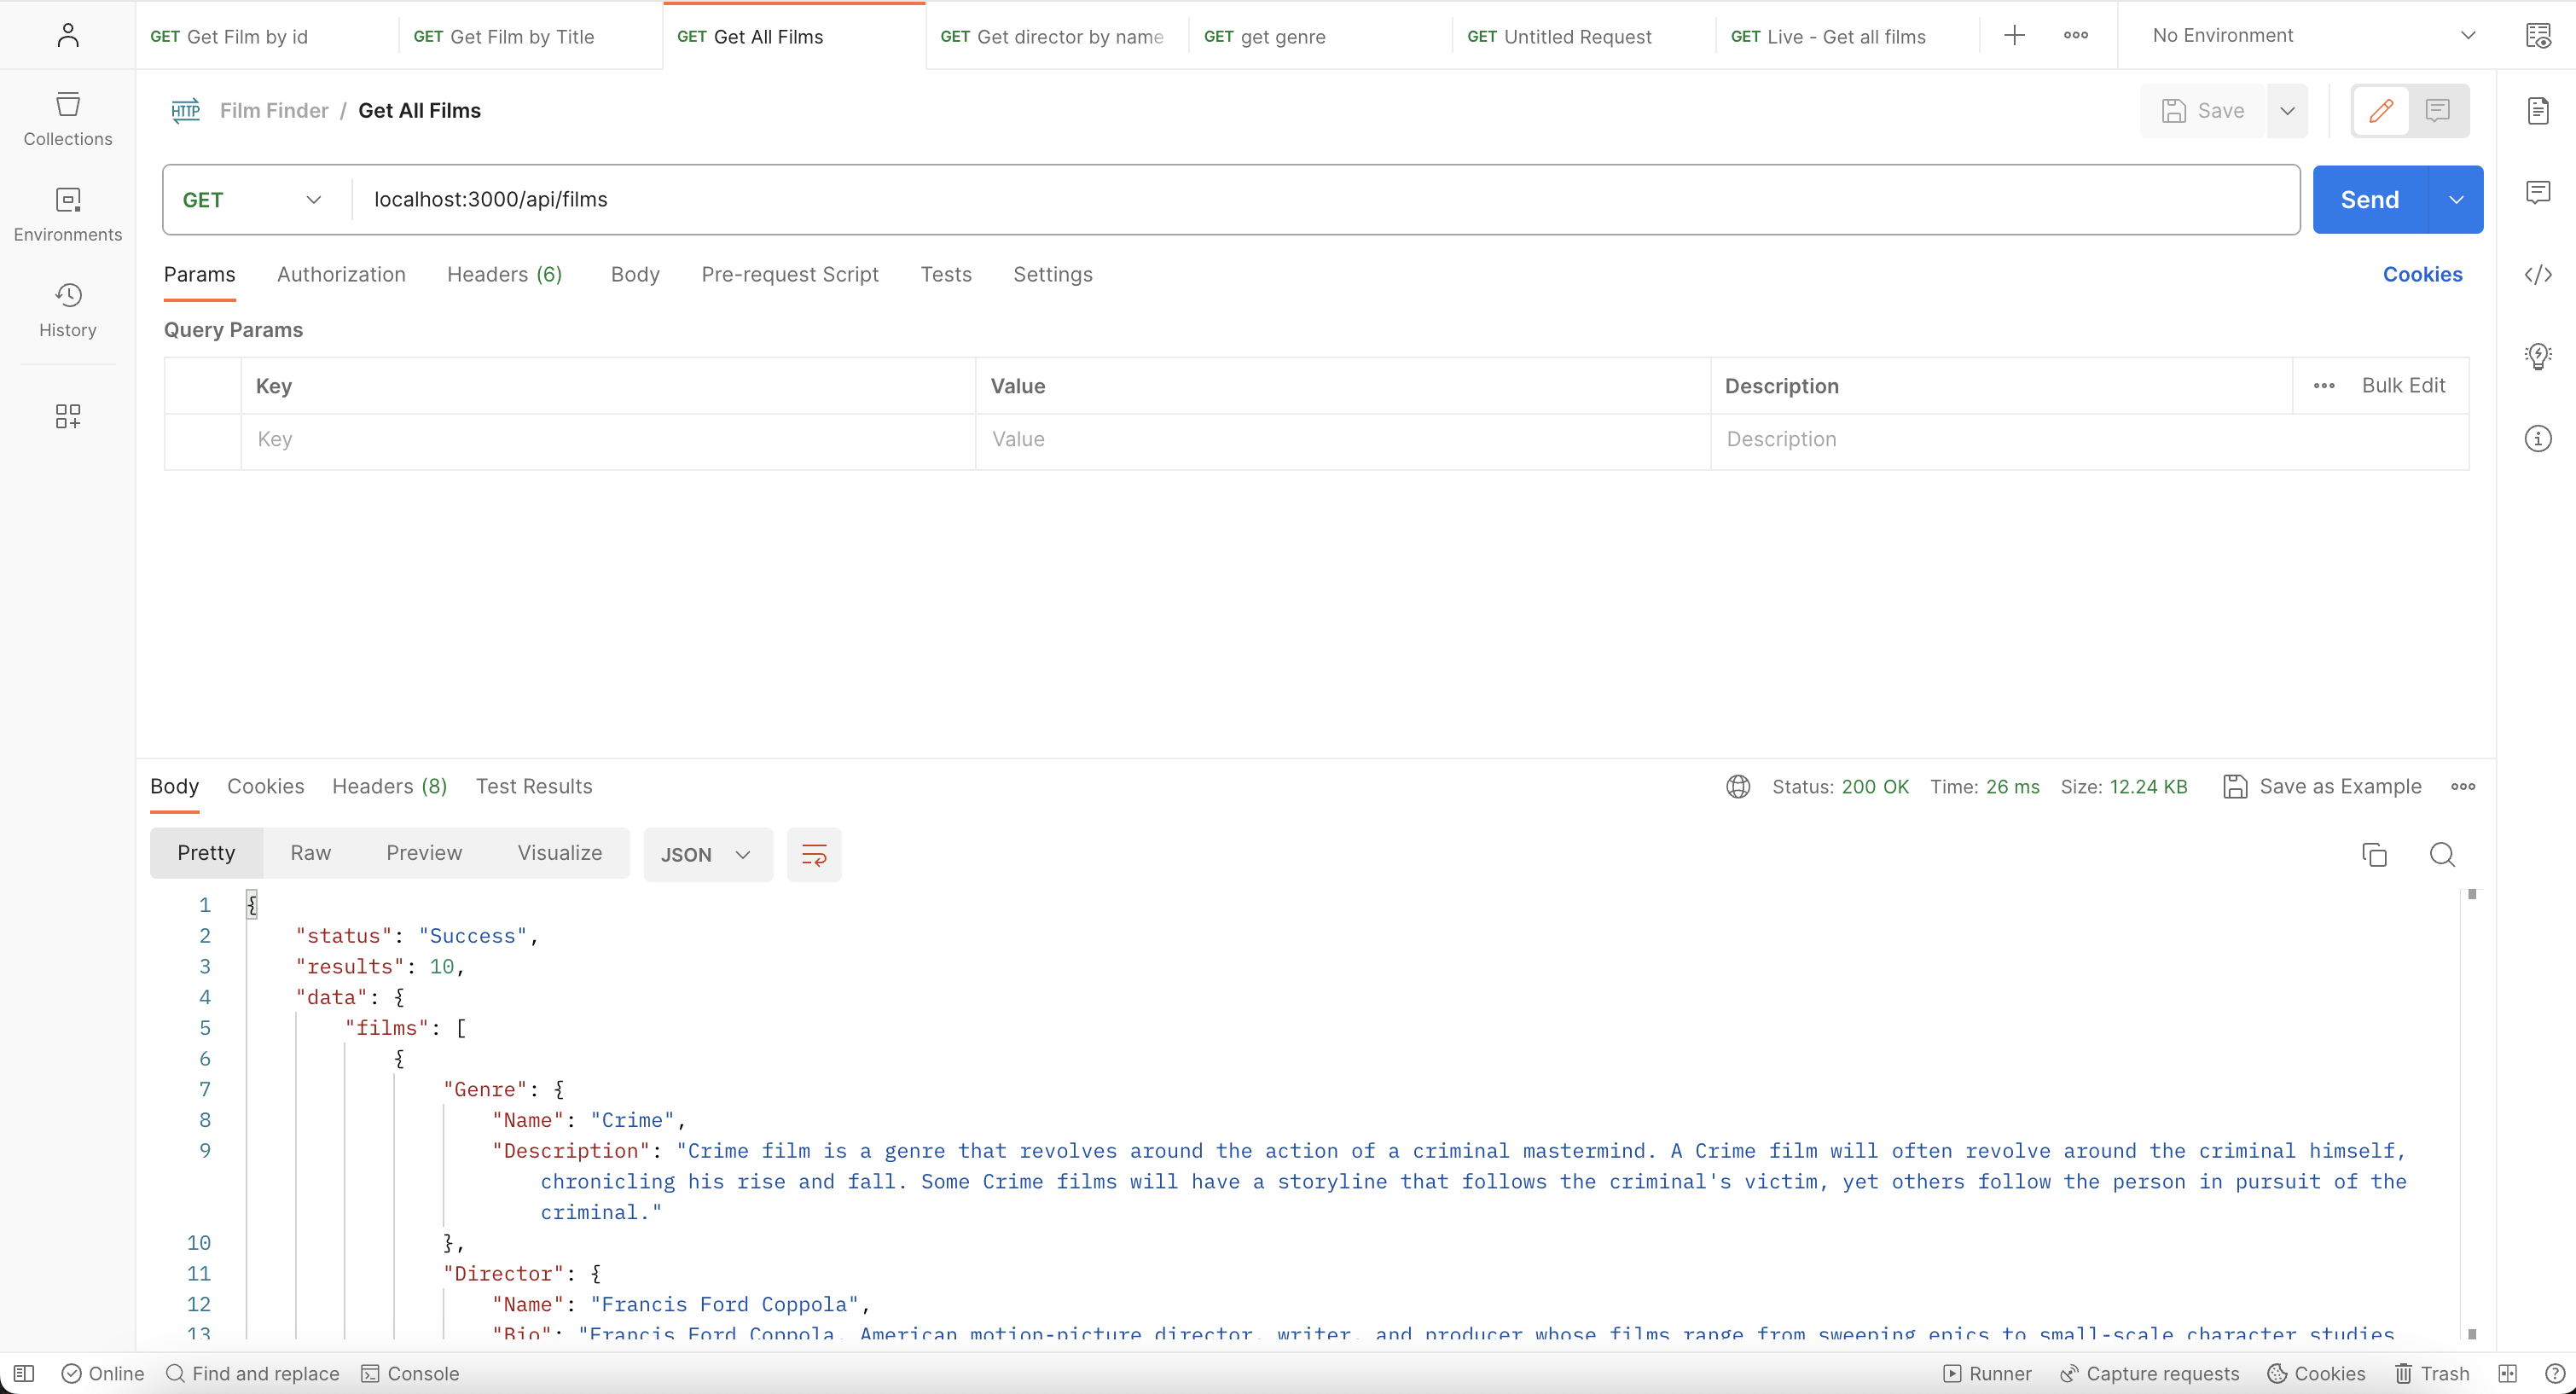 GET Get Film by id GET Get Film by Title GET Get All Films GET Get director by name GET get genre GET Untitled Request GET Live - Get all films No Environment
Collections
Environments
History
HTTP Film Finder / Get All Films Save
GET localhost:3000/api/films Send
Params Authorization Headers (6) Body Pre-request Script Tests Settings Cookies
Query Params
Key Value Description Bulk Edit
Key Value Description
Body Cookies Headers (8) Test Results Status: 200 OK Time: 26 ms Size: 12.24 KB Save as Example
Pretty Raw Preview Visualize JSON
1 {
2 "status": "Success",
3 "results": 10,
4 "data": {
5 "films": [
6 {
7 "Genre": {
8 "Name": "Crime",
9 "Description": "Crime film is a genre that revolves around the action of a criminal mastermind. A Crime film will often revolve around the criminal himself,
chronicling his rise and fall. Some Crime films will have a storyline that follows the criminal's victim, yet others follow the person in pursuit of the
criminal."
10 },
11 "Director": {
12 "Name": "Francis Ford Coppola",
13 "Bio": "Francis Ford Coppola, American motion-picture director, writer, and producer whose films range from sweeping epics to small-scale character studies
Online Find and replace Console Runner Capture requests Cookies Trash